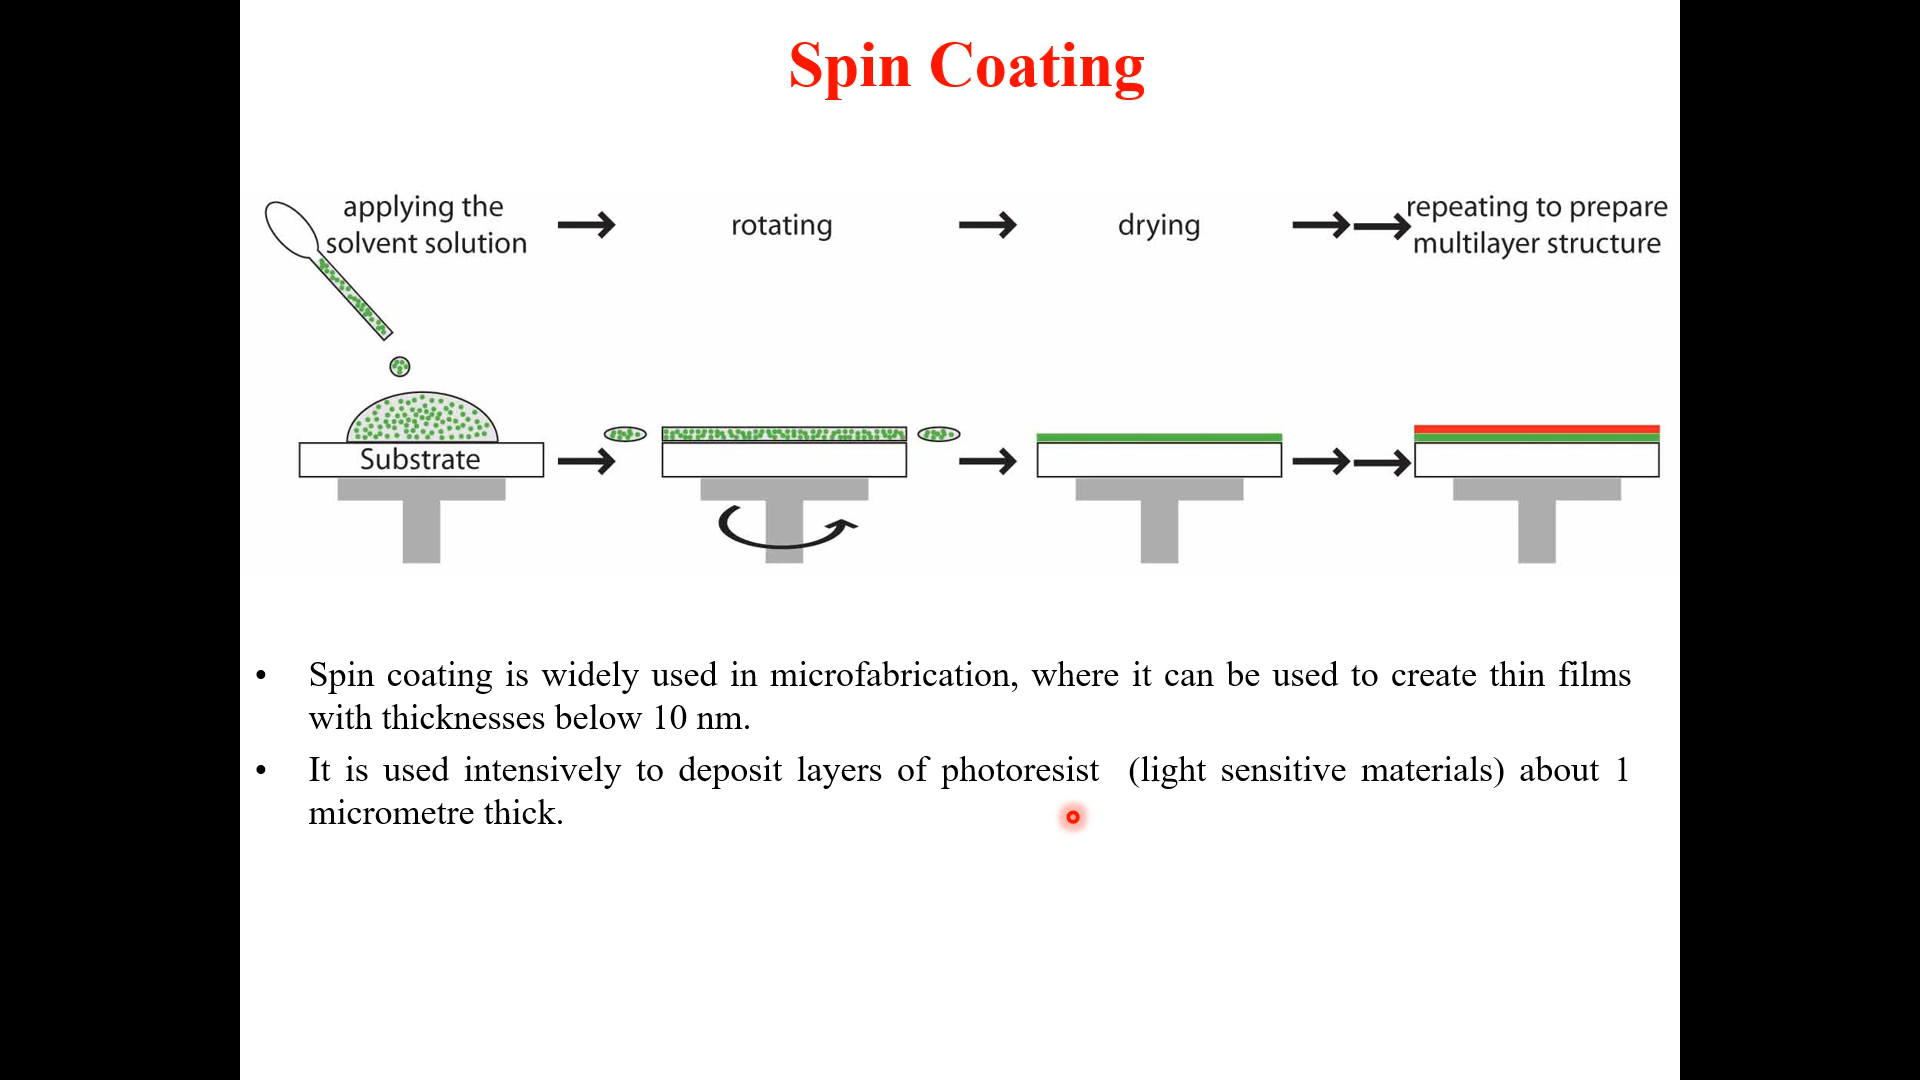 Spin Coating
applying the
solvent solution
rotating
drying
repeating to prepare
multilayer structure
Substrate
• Spin coating is widely used in microfabrication, where it can be used to create thin films
with thicknesses below 10 nm.
• It is used intensively to deposit layers of photoresist (light sensitive materials) about 1
micrometre thick.